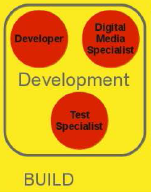 Developer
Digital
Media
Specialist
Development
Test
Specialist
BUILD